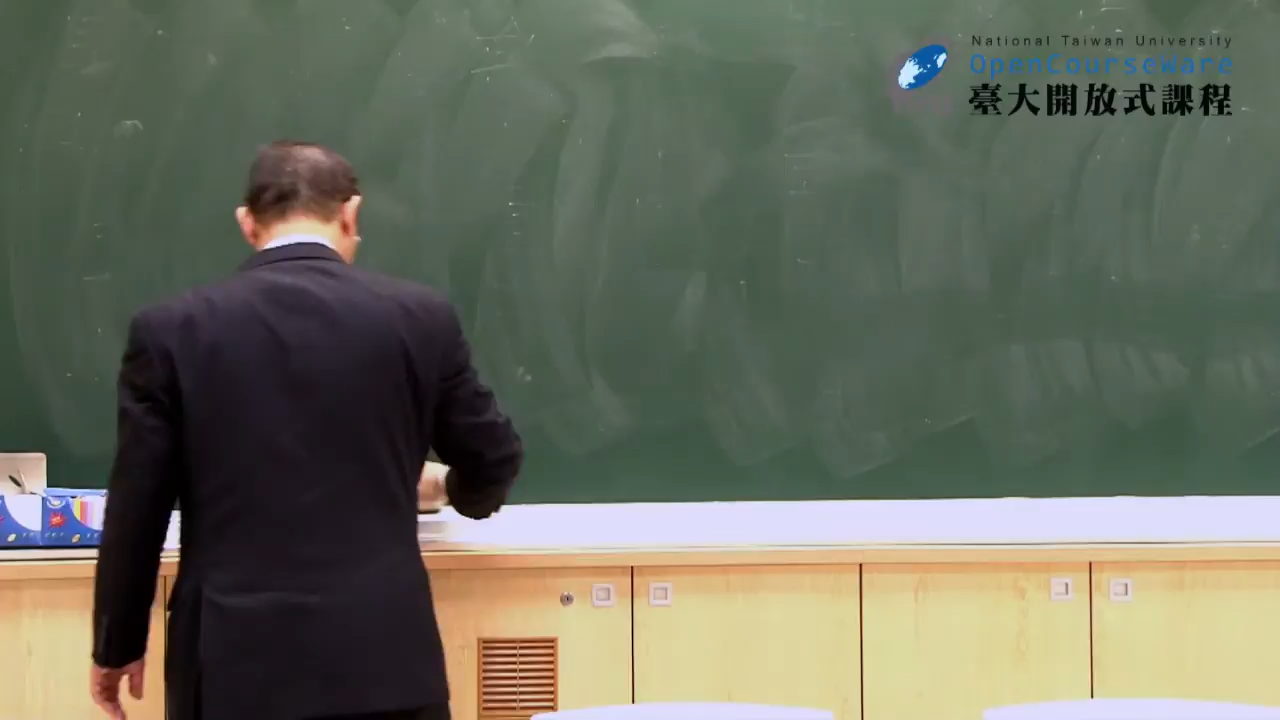 National Taiwan University
OpenCourseWare
臺大開放式課程